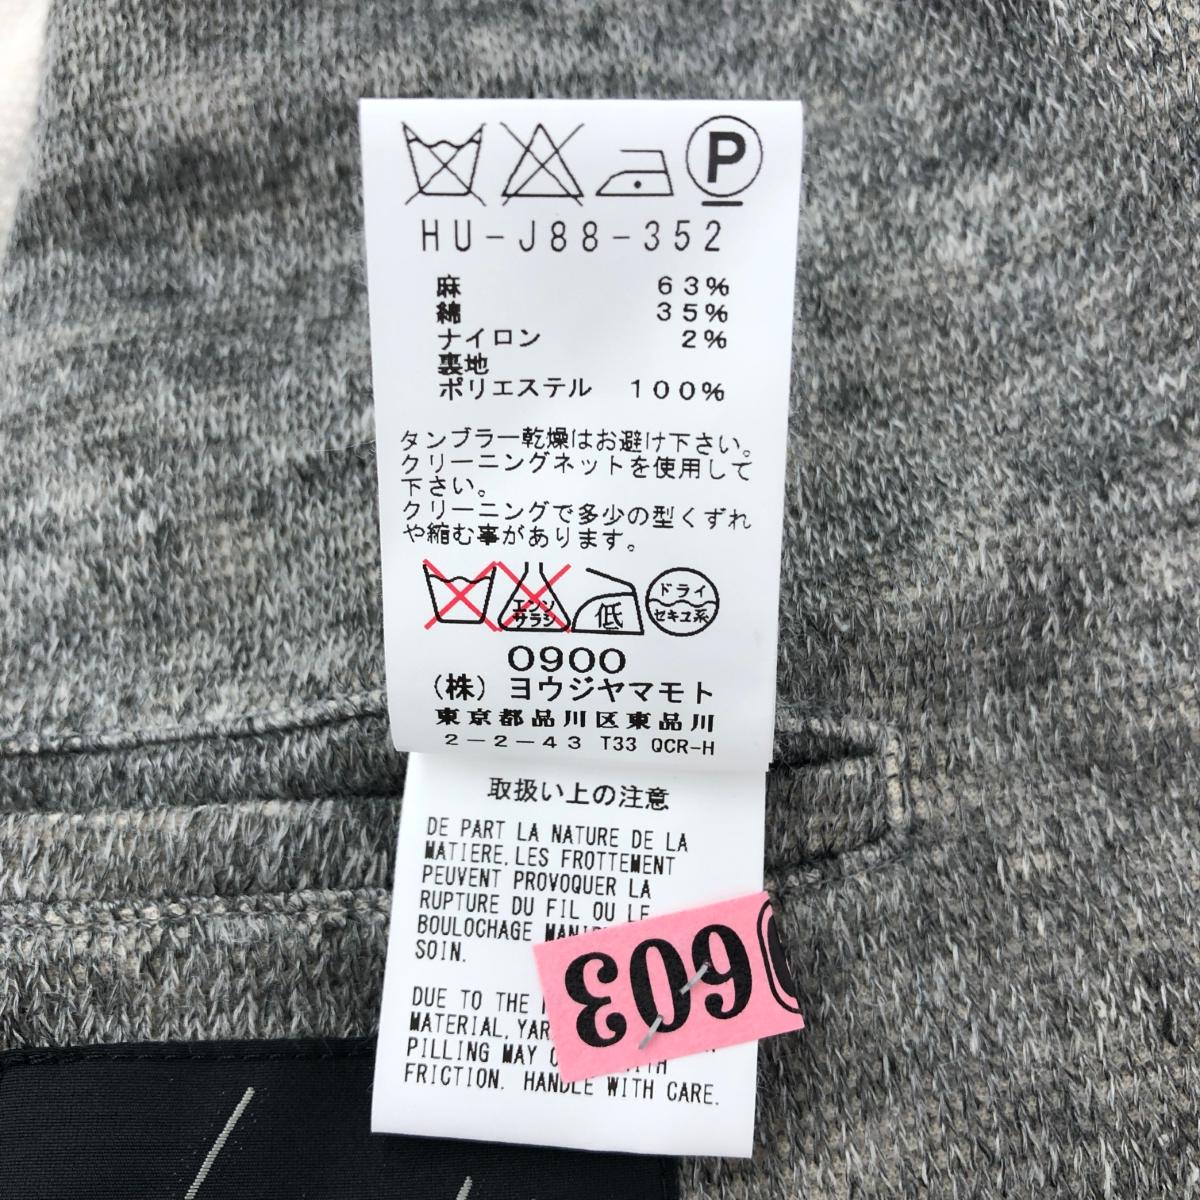 P
HU-J88-352
麻 63%
綿 35%
ナイロン 2%
裏地
ポリエステル 100%
タンブラー乾燥はお避け下さい。
クリーニングネットを使用して
下さい。
クリーニングで多少の型くずれ
や縮む事があります。
エンソ
サラシ
低
ドライ
セキユ系
0900
(株) ヨウジヤマモト
東京都品川区東品川
2-2-43 T33 QCR-H
取扱い上の注意
DE PART LA NATURE DE LA
MATIERE,LES FROTTEMENT
PEUVENT PROVOQUER LA
RUPTURE DU FIL OU LE
BOULOCHAGE
SOIN.
603
DUE TO THE
MATERIAL,
PILLING MAY
FRICTION. HANDLE WITH CARE.